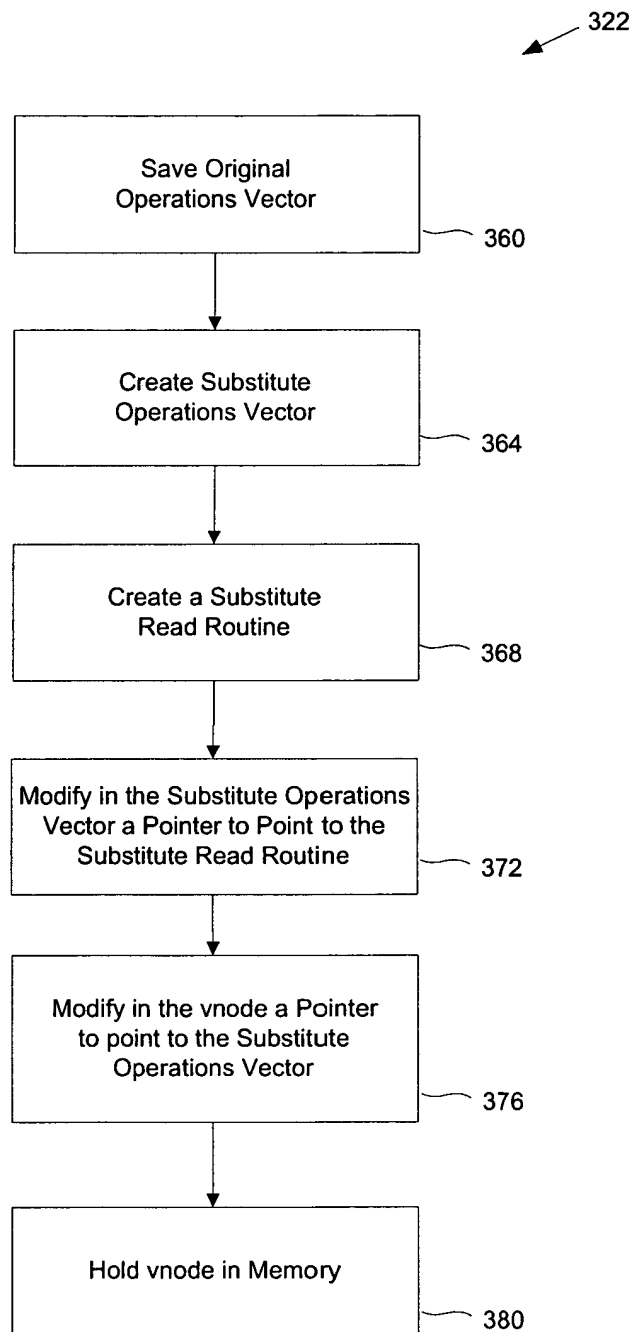 322
Save Original
Operations Vector
360
Create Substitute
Operations Vector
364
Create a Substitute
Read Routine
368
Modify in the Substitute Operations
Vector a Pointer to Point to the
Substitute Read Routine
372
Modify in the vnode a Pointer
to point to the Substitute
Operations Vector
376
Hold vnode in Memory
380